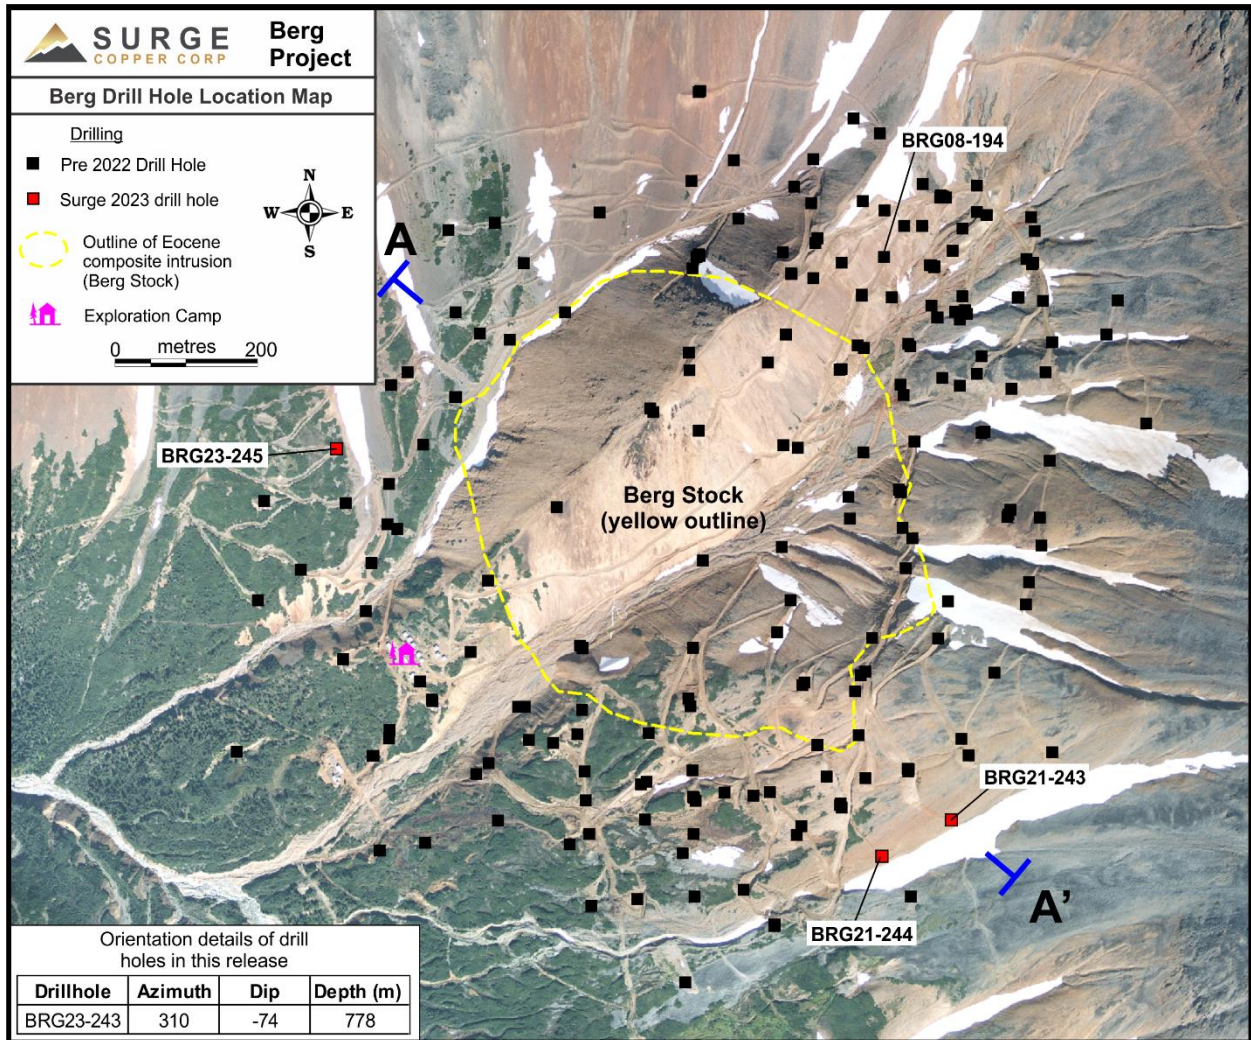 SURGE
COPPER CORP
Berg
Project
Berg Drill Hole Location Map
Drilling
Pre 2022 Drill Hole
Surge 2023 drill hole
Outline of Eocene
composite intrusion
(Berg Stock)
Exploration Camp
0 metres 200
N
W E
S
A
BRG08-194
BRG23-245
Berg Stock
(yellow outline)
BRG21-243
BRG21-244
A'
Orientation details of drill
holes in this release
Drillhole Azimuth Dip Depth (m)
BRG23-243 310 -74 778